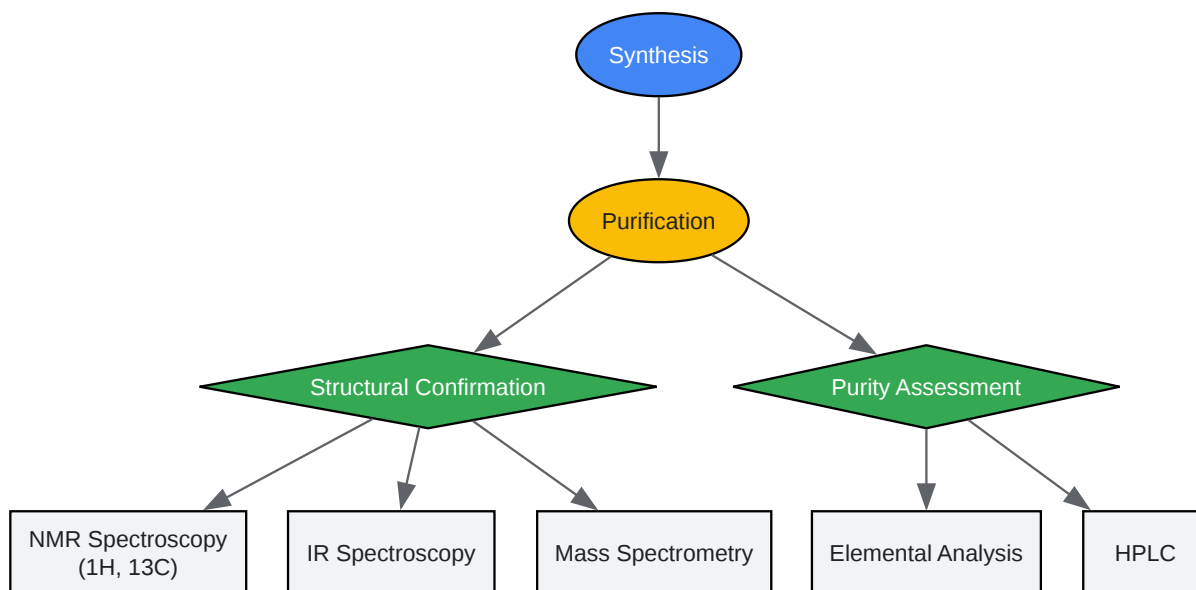 Synthesis
Purification
Structural Confirmation
Purity Assessment
NMR Spectroscopy
(1H, 13C)
IR Spectroscopy
Mass Spectrometry
Elemental Analysis
HPLC